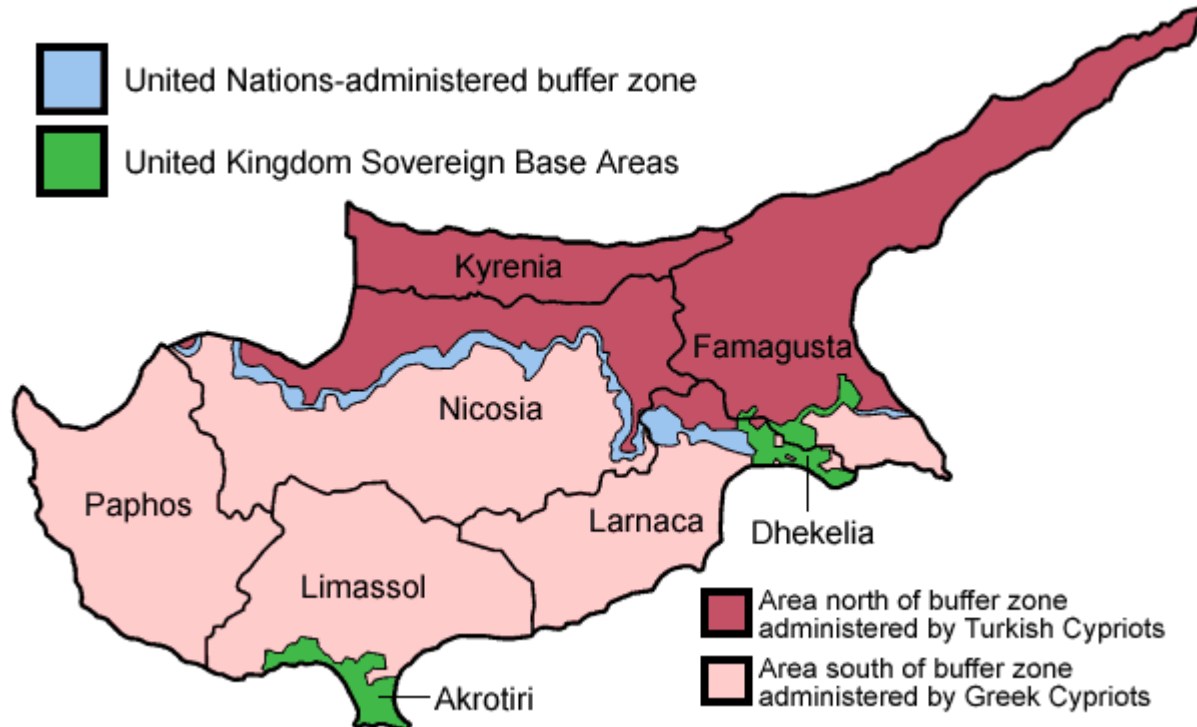 United Nations-administered buffer zone
United Kingdom Sovereign Base Areas
Kyrenia
Famagusta
Nicosia
Paphos
Larnaca
Dhekelia
Limassol
Akrotiri
Area north of buffer zone
administered by Turkish Cypriots
Area south of buffer zone
administered by Greek Cypriots